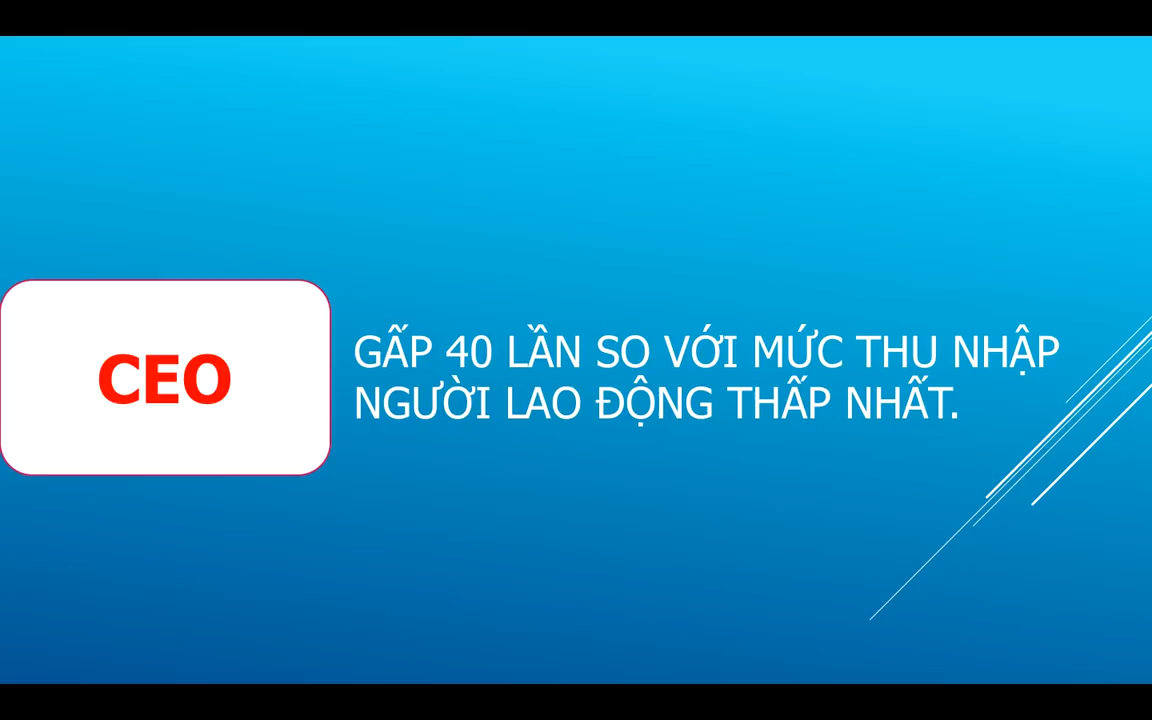 CEO
GẤP 40 LẦN SO VỚI MỨC THU NHẬP
NGƯỜI LAO ĐỘNG THẤP NHẤT.